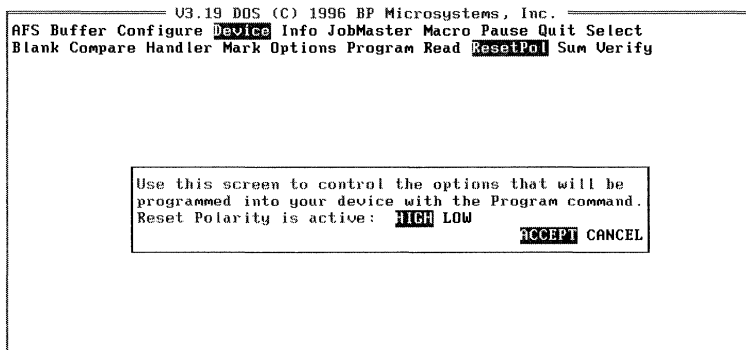 V3.19 DOS (C) 1996 BP Microsystems, Inc.
AFS Buffer Configure Device Info JobMaster Macro Pause Quit Select
Blank Compare Handler Mark Options Program Read ResetPol Sum Verify
Use this screen to control the options that will be
programmed into your device with the Program command.
Reset Polarity is active: HIGH LOW
ACCEPT CANCEL